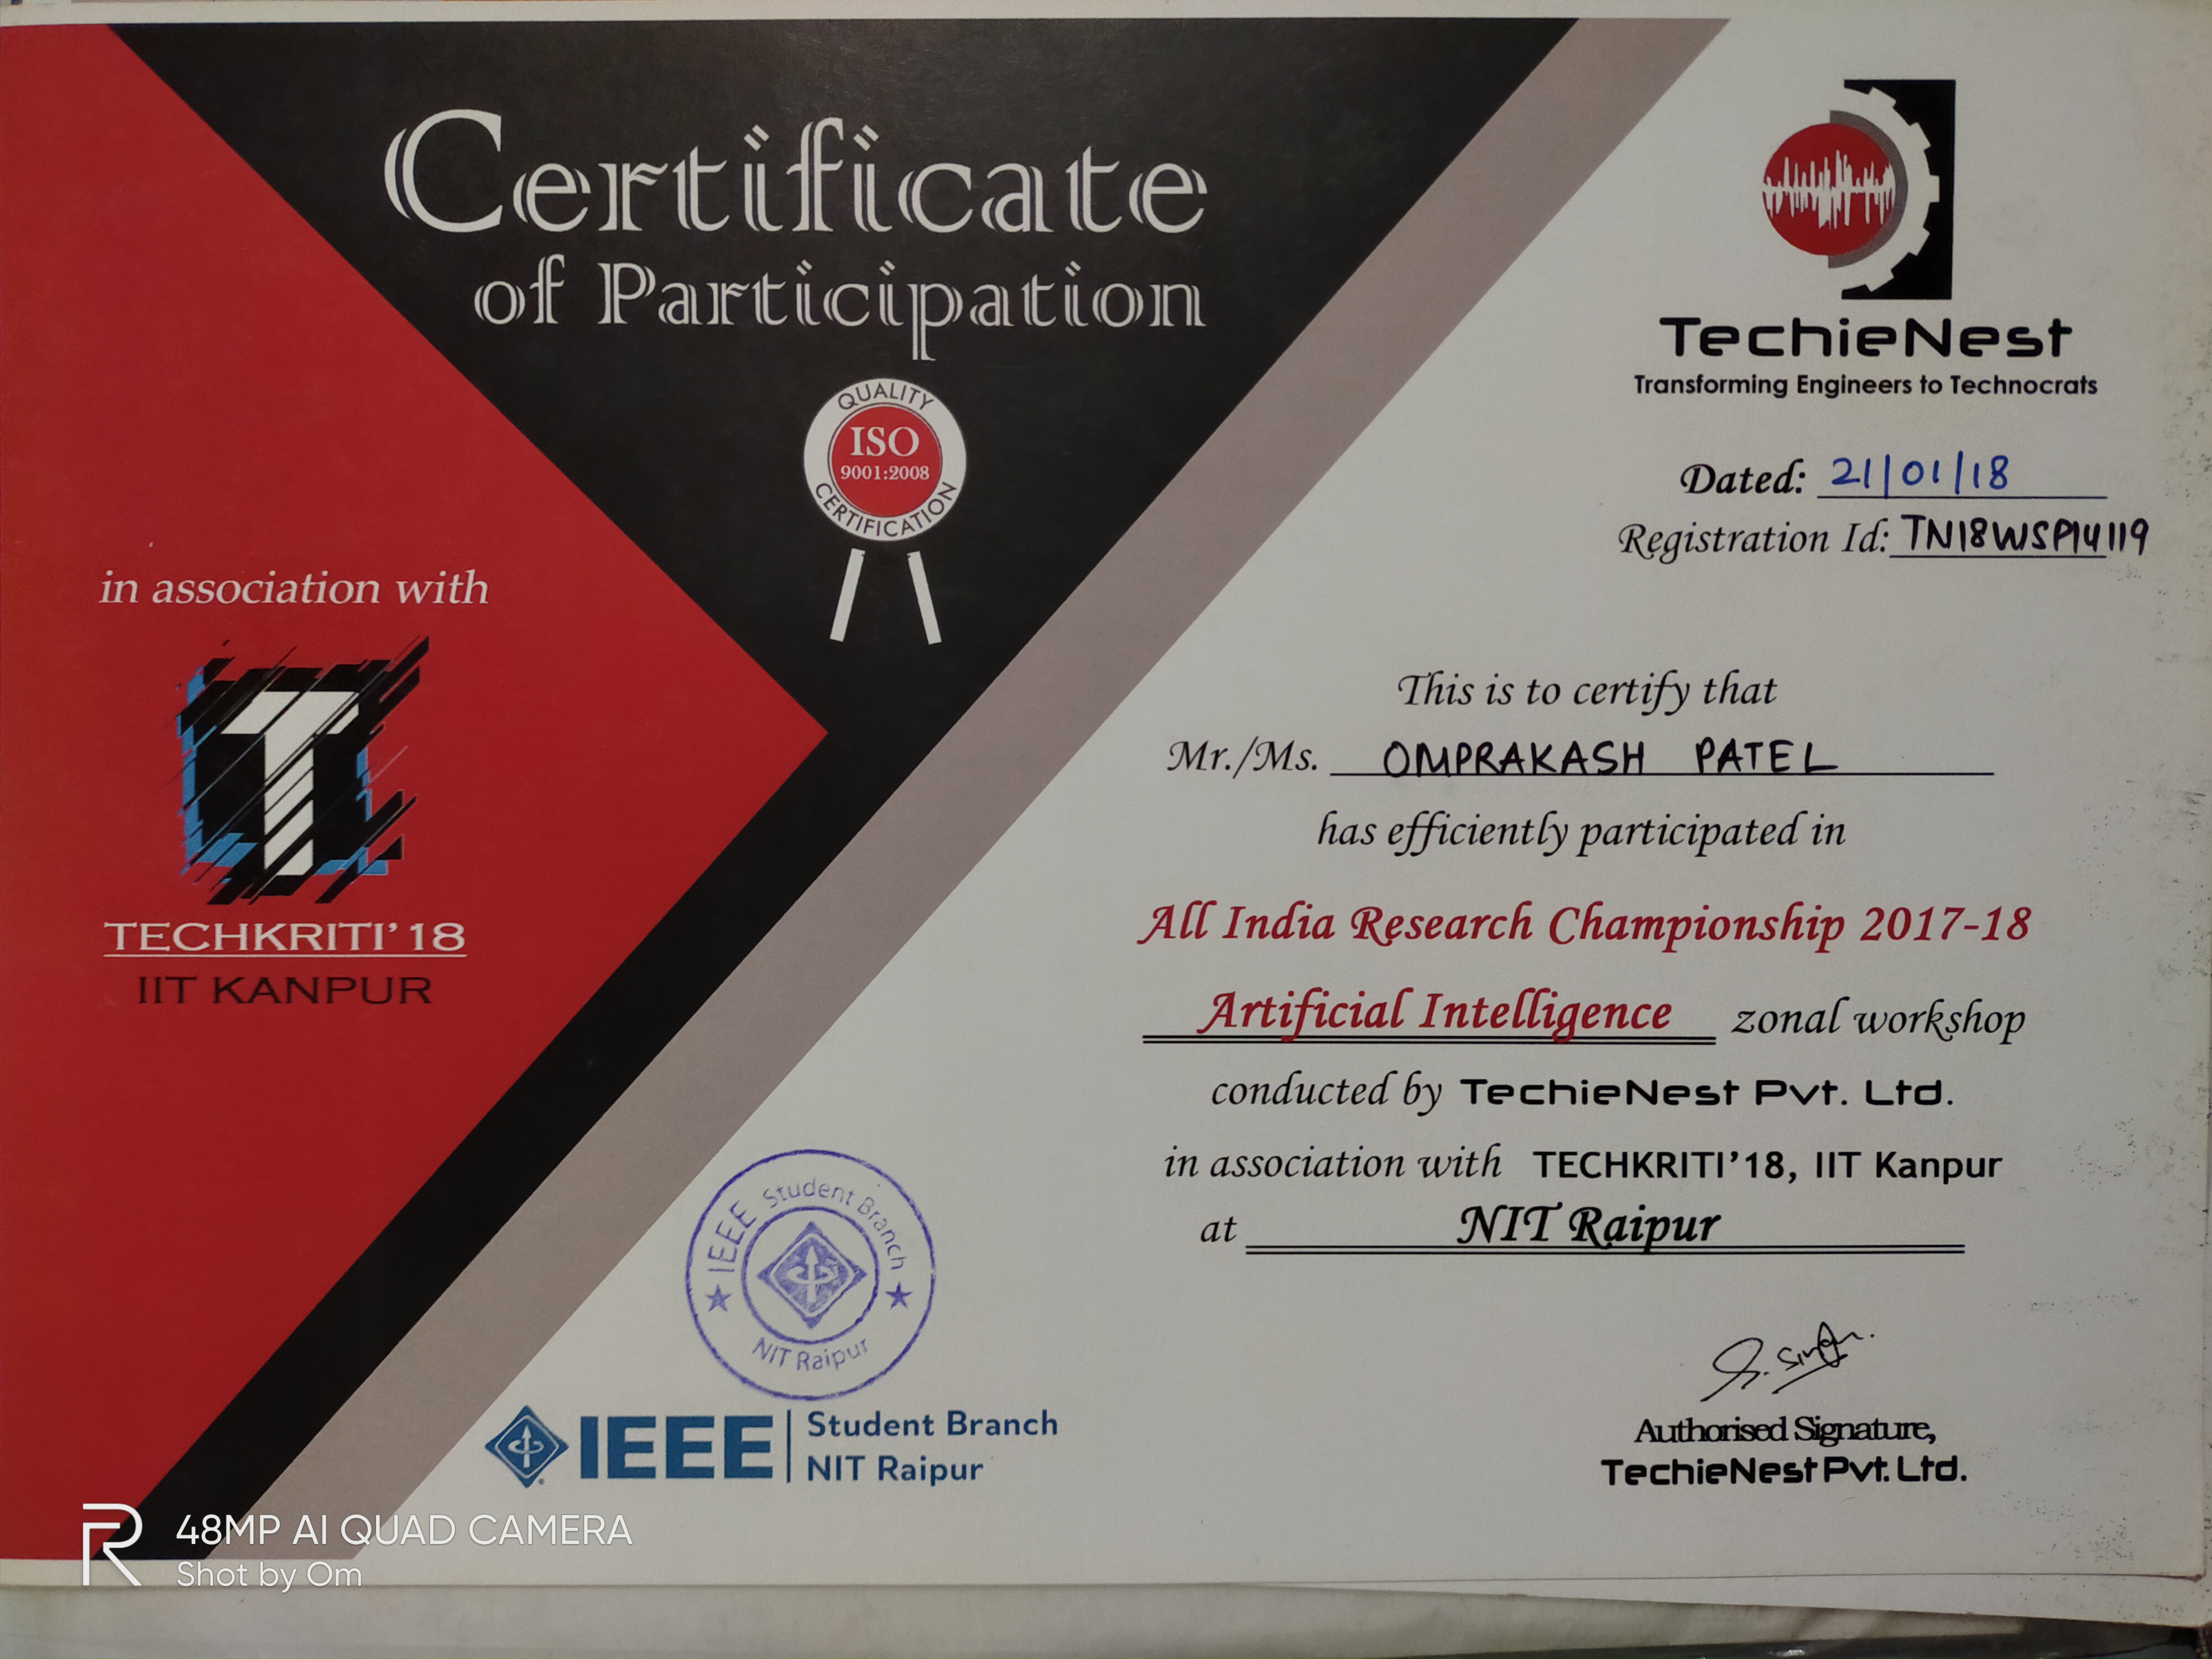 Certificate
of Participation
QUALITY
ISO
9001:2008
CERTIFICATION
TechieNest
Transforming Engineers to Technocrats
Dated: 21/01/18
Registration Id: TN18WSP14119
in association with
T
TECHKRITI'18
IIT KANPUR
This is to certify that
Mr./Ms. OMPRAKASH PATEL
has efficiently participated in
All India Research Championship 2017-18
Artificial Intelligence zonal workshop
conducted by TechieNest Pvt. Ltd.
in association with TECHKRITI'18, IIT Kanpur
at NIT Raipur
IEEE Student Branch
NIT Raipur
IEEE Student Branch
NIT Raipur
S. Singh.
Authorised Signature,
TechieNest Pvt. Ltd.
48MP AI QUAD CAMERA
Shot by Om